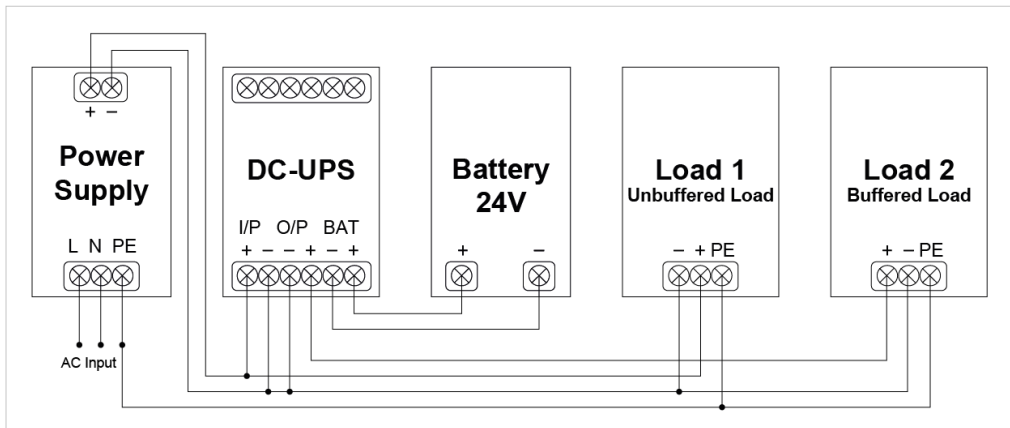 + −
Power
Supply
L N PE
AC Input
DC-UPS
I/P O/P BAT
+ − − + − +
Battery
24V
+ −
Load 1
Unbuffered Load
− + PE
Load 2
Buffered Load
+ − PE